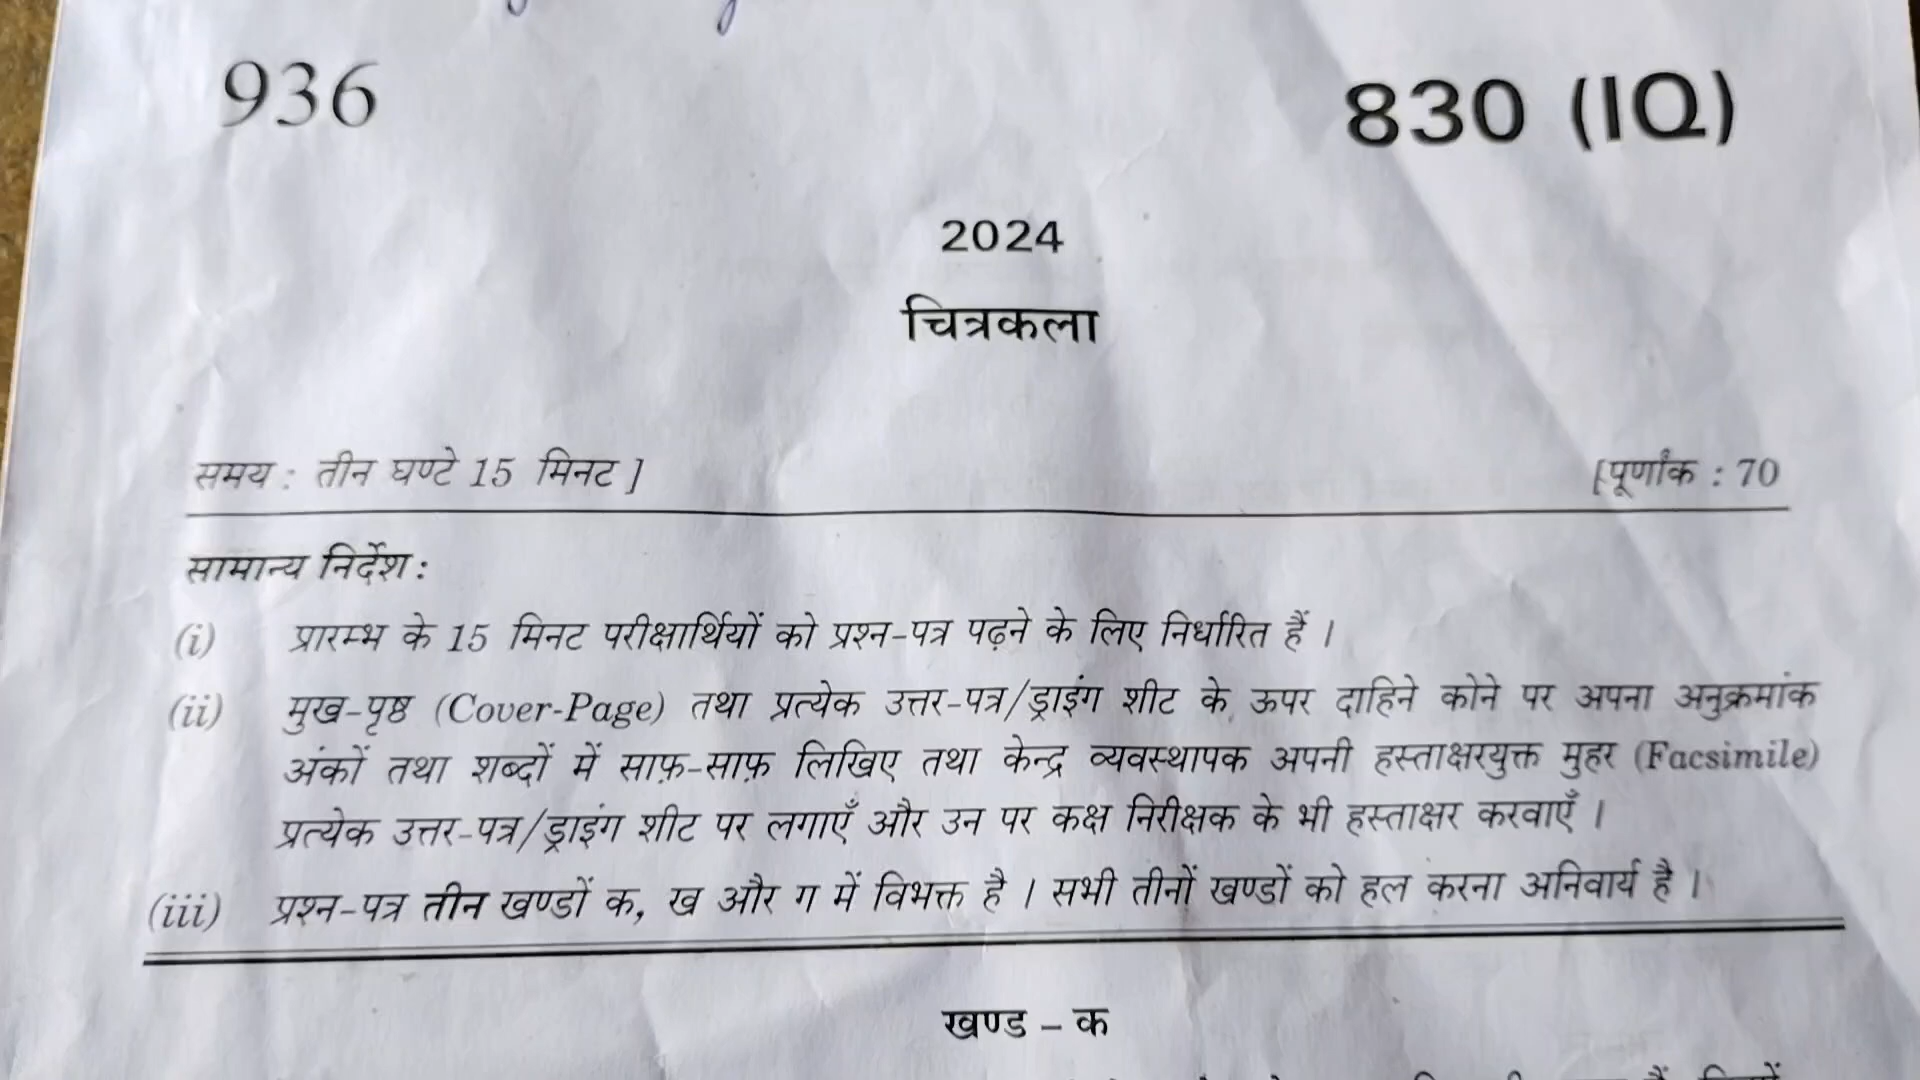 936
830 (IQ)
2024
चित्रकला
समय : तीन घण्टे 15 मिनट ]
[पूर्णांक : 70
सामान्य निर्देश :
(i) प्रारम्भ के 15 मिनट परीक्षार्थियों को प्रश्न-पत्र पढ़ने के लिए निर्धारित हैं ।
(ii) मुख-पृष्ठ (Cover-Page) तथा प्रत्येक उत्तर-पत्र/ड्राइंग शीट के ऊपर दाहिने कोने पर अपना अनुक्रमांक
अंकों तथा शब्दों में साफ़-साफ़ लिखिए तथा केन्द्र व्यवस्थापक अपनी हस्ताक्षरयुक्त मुहर (Facsimile)
प्रत्येक उत्तर-पत्र/ड्राइंग शीट पर लगाएँ और उन पर कक्ष निरीक्षक के भी हस्ताक्षर करवाएँ ।
(iii) प्रश्न-पत्र तीन खण्डों क, ख और ग में विभक्त है । सभी तीनों खण्डों को हल करना अनिवार्य है ।
खण्ड – क